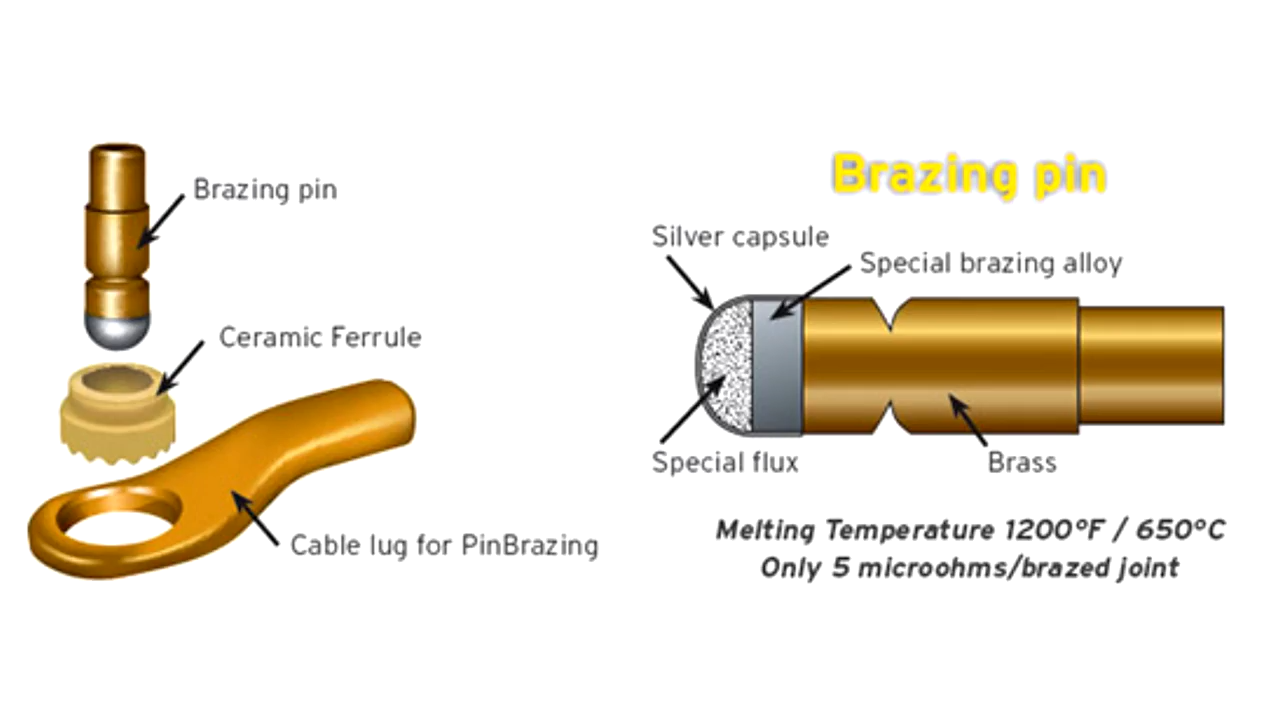 Brazing pin
Ceramic Ferrule
Cable lug for PinBrazing
Brazing pin
Silver capsule
Special brazing alloy
Special flux
Brass
Melting Temperature 1200°F / 650°C
Only 5 microohms/brazed joint